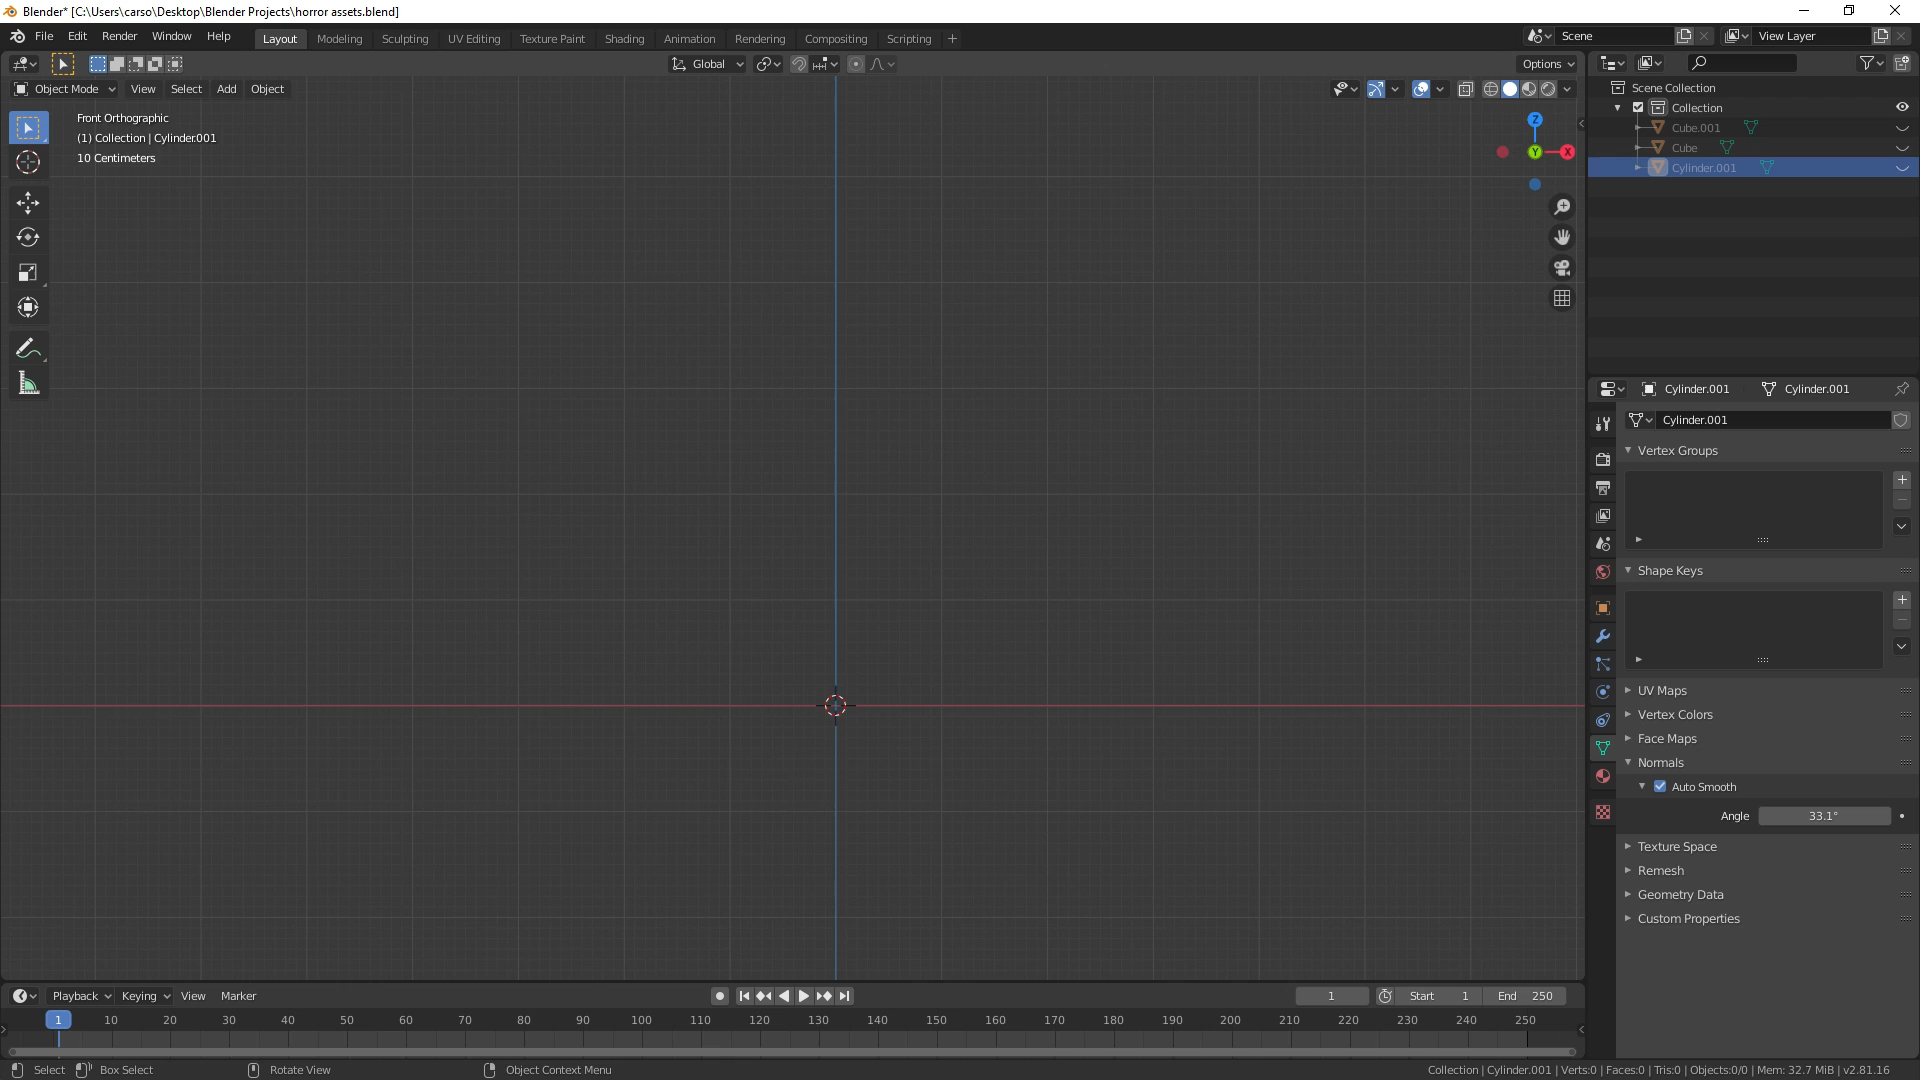 Blender* [C:\Users\carso\Desktop\Blender Projects\horror assets.blend]
File Edit Render Window Help Layout Modeling Sculpting UV Editing Texture Paint Shading Animation Rendering Compositing Scripting + Scene View Layer
Global Options
Object Mode View Select Add Object
Front Orthographic
(1) Collection | Cylinder.001
10 Centimeters
Z
Y
X
Scene Collection
Collection
Cube.001
Cube
Cylinder.001
Cylinder.001 Cylinder.001
Cylinder.001
Vertex Groups
Shape Keys
UV Maps
Vertex Colors
Face Maps
Normals
Auto Smooth
Angle 33.1°
Texture Space
Remesh
Geometry Data
Custom Properties
Playback Keying View Marker 1 Start 1 End 250
1 10 20 30 40 50 60 70 80 90 100 110 120 130 140 150 160 170 180 190 200 210 220 230 240 250
Select Box Select Rotate View Object Context Menu Collection | Cylinder.001 | Verts:0 | Faces:0 | Tris:0 | Objects:0/0 | Mem: 32.7 MiB | v2.81.16